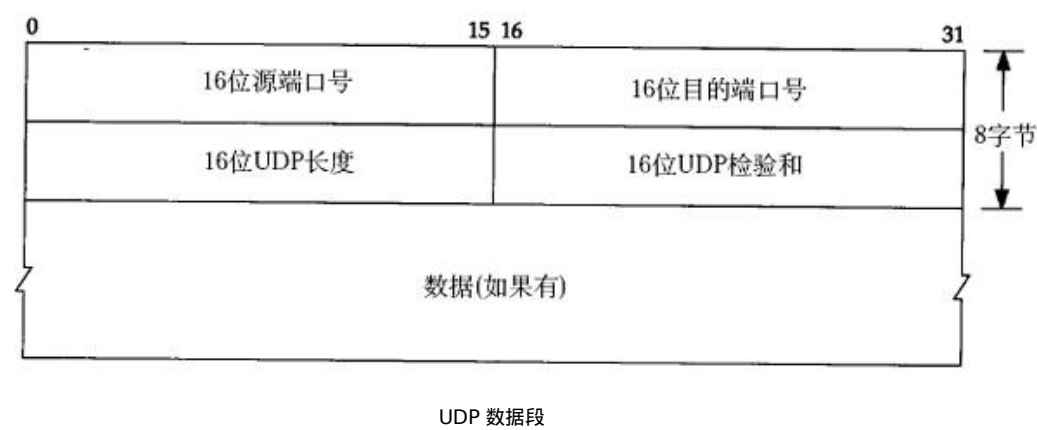 0 15 16 31
16位源端口号 16位目的端口号
8字节
16位UDP长度 16位UDP检验和
数据(如果有)
UDP 数据段